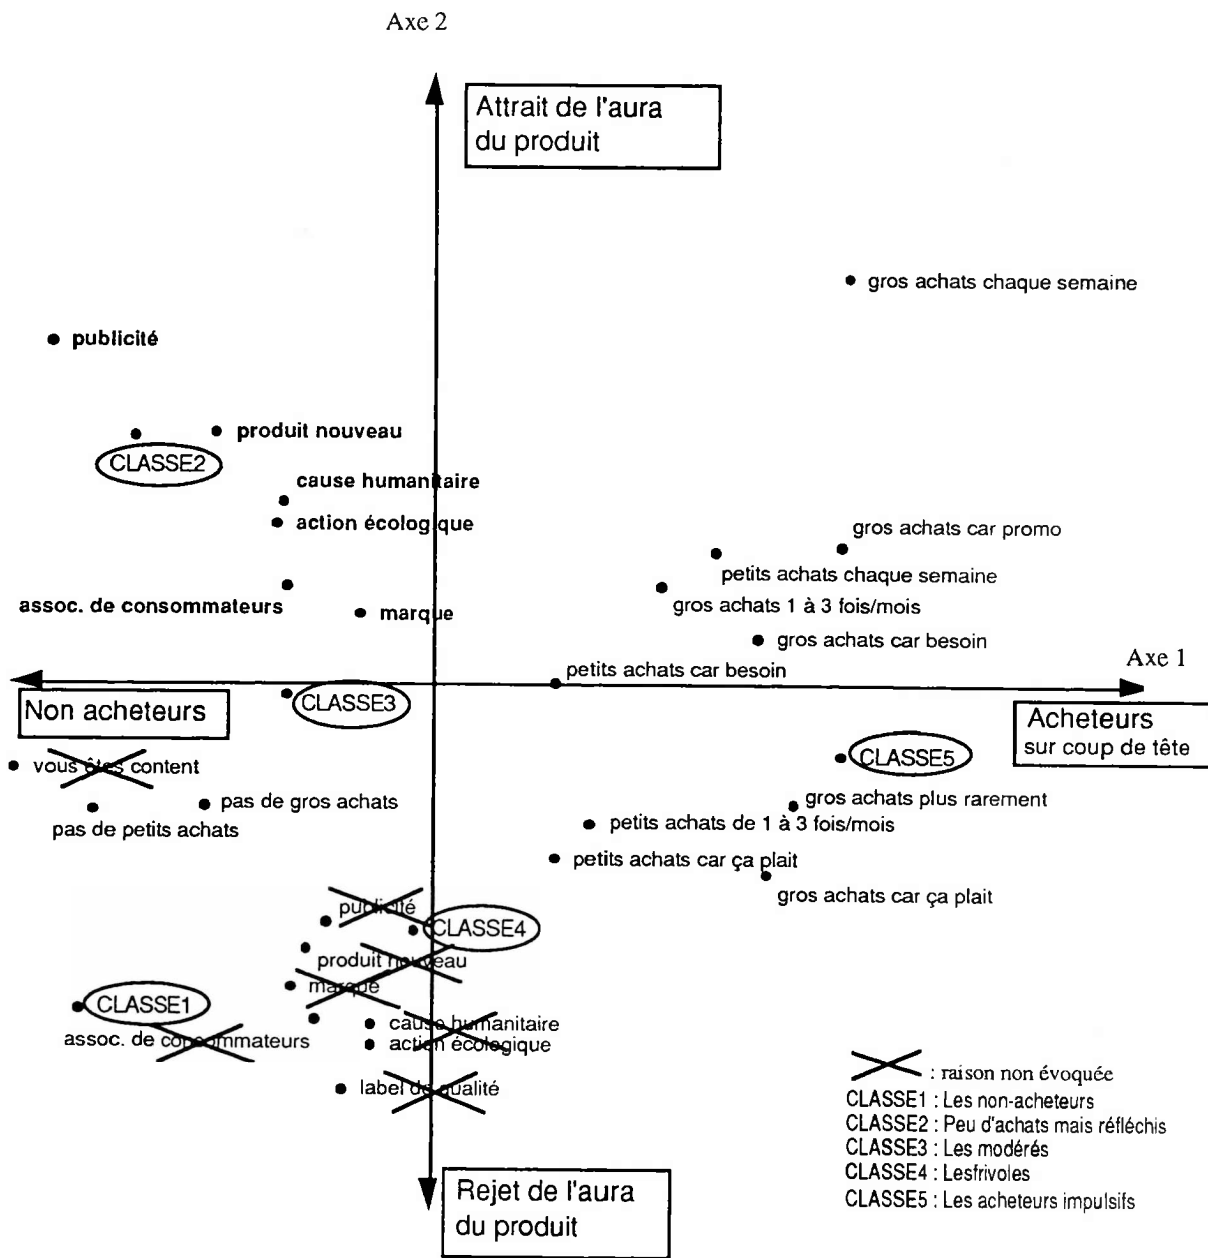 Axe 2
Attrait de l'aura
du produit
gros achats chaque semaine
publicité
produit nouveau
CLASSE2
cause humanitaire
action écologique
gros achats car promo
petits achats chaque semaine
assoc. de consommateurs
marque
gros achats 1 à 3 fois/mois
gros achats car besoin
petits achats car besoin
Axe 1
Non acheteurs
CLASSE3
Acheteurs
sur coup de tête
vous êtes content
CLASSE5
pas de gros achats
gros achats plus rarement
pas de petits achats
petits achats de 1 à 3 fois/mois
petits achats car ça plait
gros achats car ça plait
publicité
CLASSE4
produit nouveau
marque
CLASSE1
cause humanitaire
assoc. de consommateurs
action écologique
label de qualité
: raison non évoquée
CLASSE1 : Les non-acheteurs
CLASSE2 : Peu d'achats mais réfléchis
CLASSE3 : Les modérés
CLASSE4 : Lesfrivoles
CLASSE5 : Les acheteurs impulsifs
Rejet de l'aura
du produit